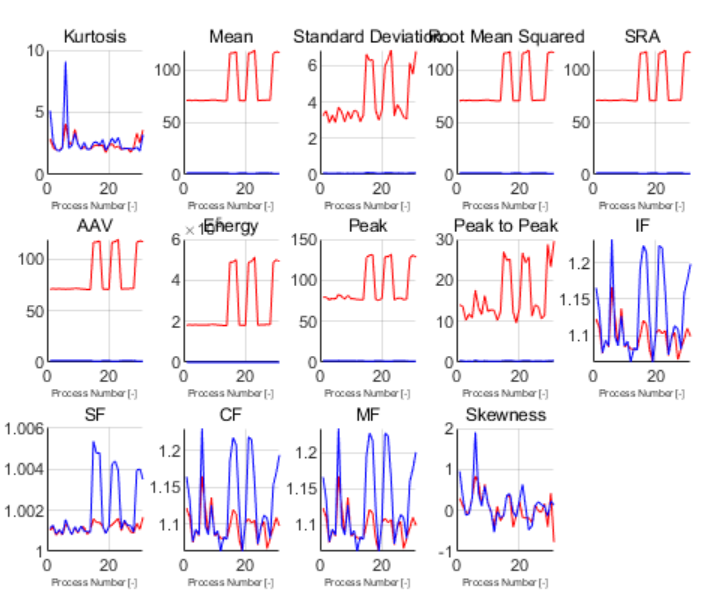 Kurtosis
10
5
0
0 20
Process Number [-]
Mean
100
50
0
0 20
Process Number [-]
Standard Deviation
6
4
2
0
0 20
Process Number [-]
Root Mean Squared
100
50
0
0 20
Process Number [-]
SRA
100
50
0
0 20
Process Number [-]
AAV
100
50
0
0 20
Process Number [-]
Energy
6
4
2
0
0 20
Process Number [-]
Peak
150
100
50
0
0 20
Process Number [-]
Peak to Peak
30
20
10
0
0 20
Process Number [-]
IF
1.2
1.15
1.1
0 20
Process Number [-]
SF
1.006
1.004
1.002
1
0 20
Process Number [-]
CF
1.2
1.15
1.1
0 20
Process Number [-]
MF
1.2
1.15
1.1
0 20
Process Number [-]
Skewness
2
1
0
-1
0 20
Process Number [-]